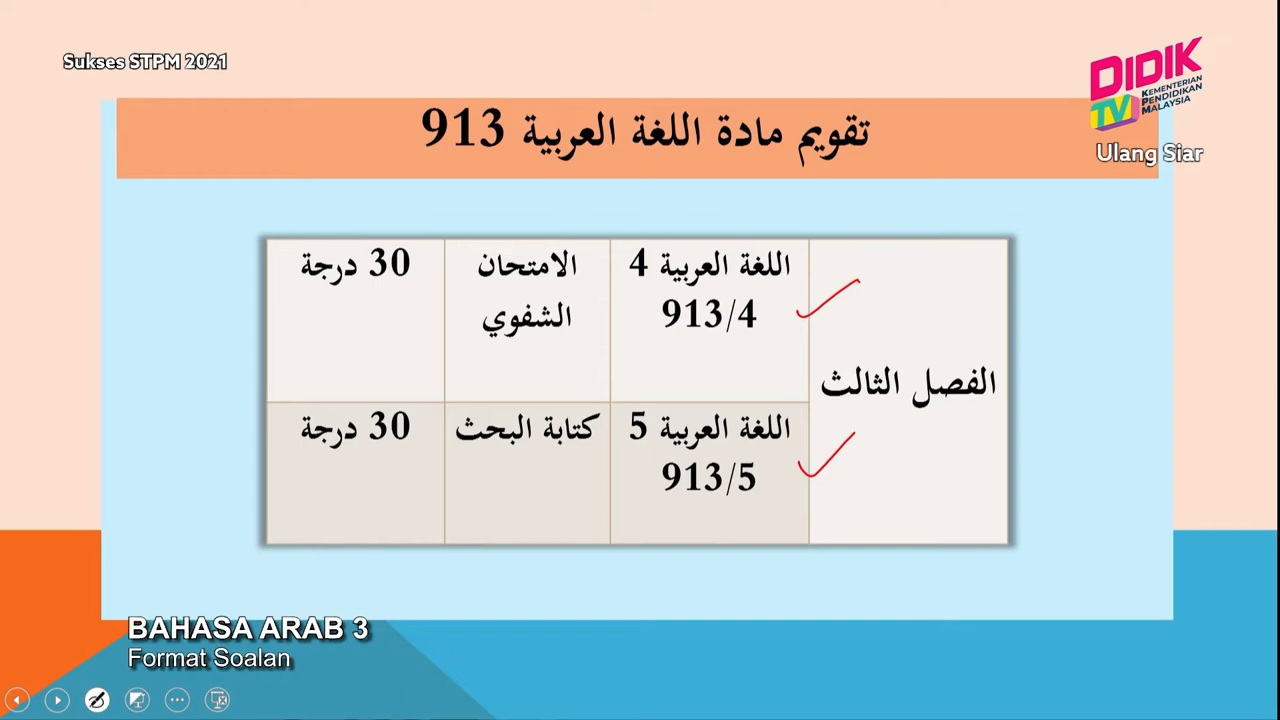 Sukses STPM 2021
DIDIK
TV
KEMENTERIAN
PENDIDIKAN
MALAYSIA
Ulang Siar
تقويم مادة اللغة العربية 913
الفصل الثالث
اللغة العربية 4
913/4
الامتحان
الشفوي
30 درجة
اللغة العربية 5
913/5
كتابة البحث
30 درجة
BAHASA ARAB 3
Format Soalan